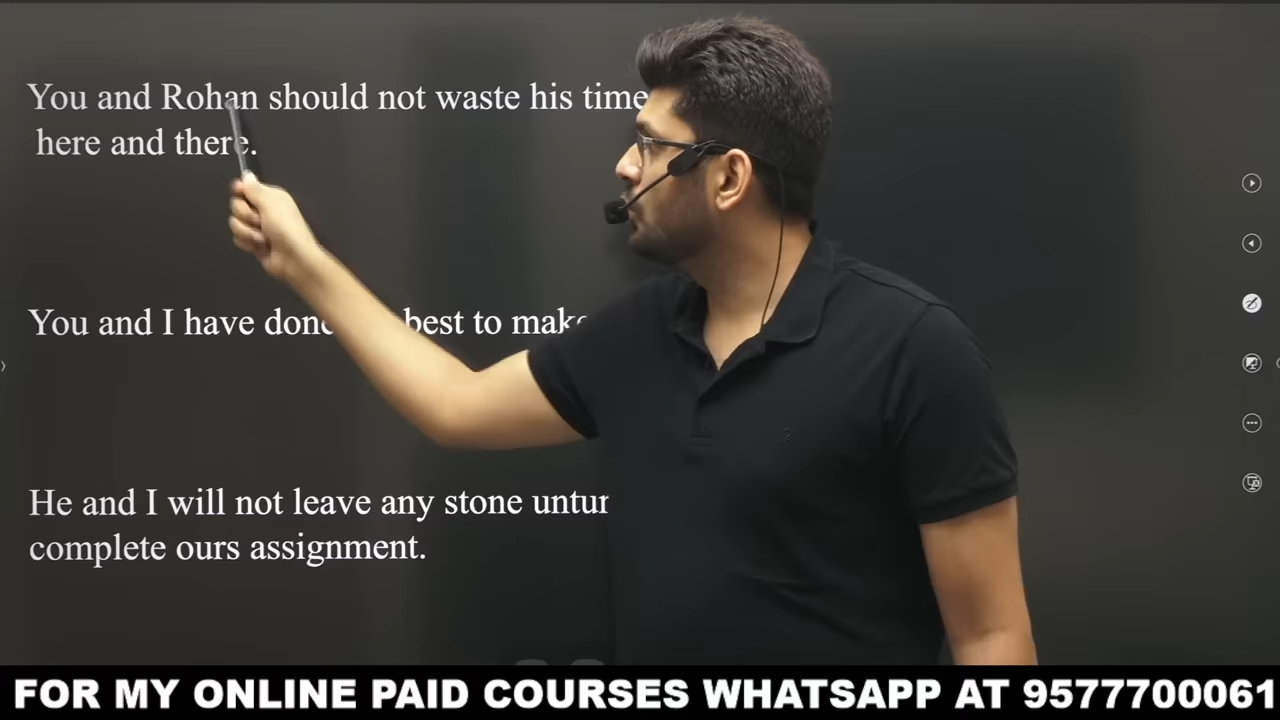 You and Rohan should not waste his time
here and there.
You and I have done best to make
He and I will not leave any stone
complete ours assignment.
FOR MY ONLINE PAID COURSES WHATSAPP AT 9577700061